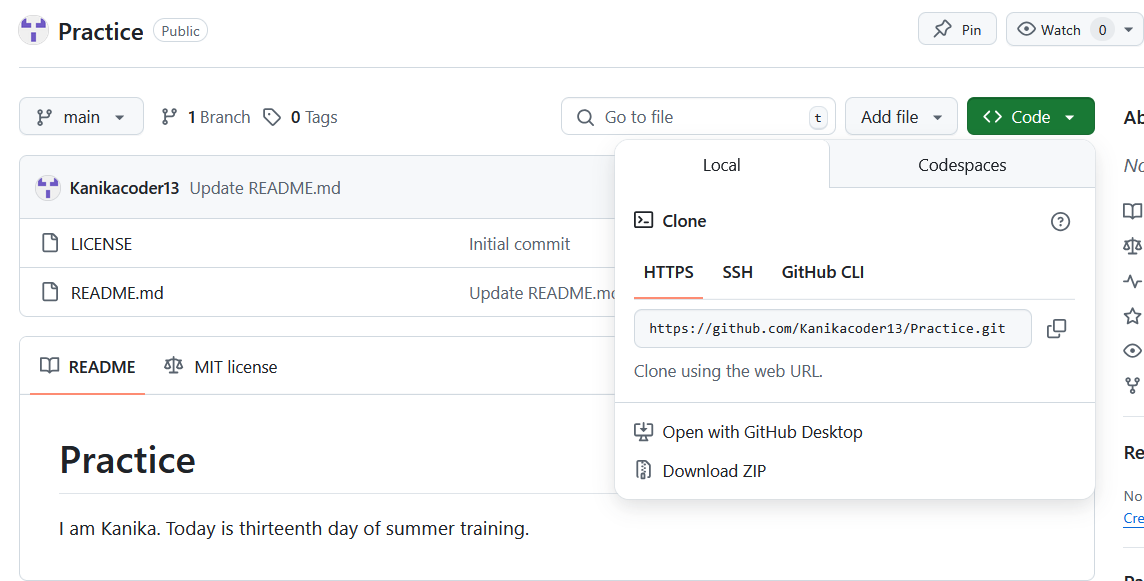 Practice Public Pin Watch 0
main 1 Branch 0 Tags Go to file t Add file Code
Local Codespaces
Kanikacoder13 Update README.md
Clone
LICENSE Initial commit
HTTPS SSH GitHub CLI
README.md Update README.md
https://github.com/Kanikacoder13/Practice.git
Clone using the web URL.
README MIT license
Open with GitHub Desktop
Download ZIP
Practice
No
Cre
I am Kanika. Today is thirteenth day of summer training.